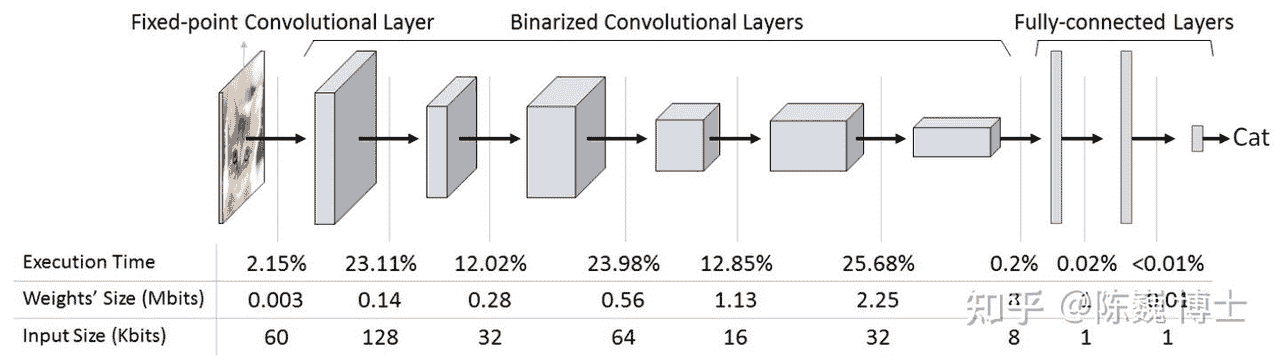 Fixed-point Convolutional Layer Binarized Convolutional Layers Fully-connected Layers
Cat
Execution Time 2.15% 23.11% 12.02% 23.98% 12.85% 25.68% 0.2% 0.02% <0.01%
Weights' Size (Mbits) 0.003 0.14 0.28 0.56 1.13 2.25 0.01
Input Size (Kbits) 60 128 32 64 16 32 8 1 1
知乎 @陈巍 博士